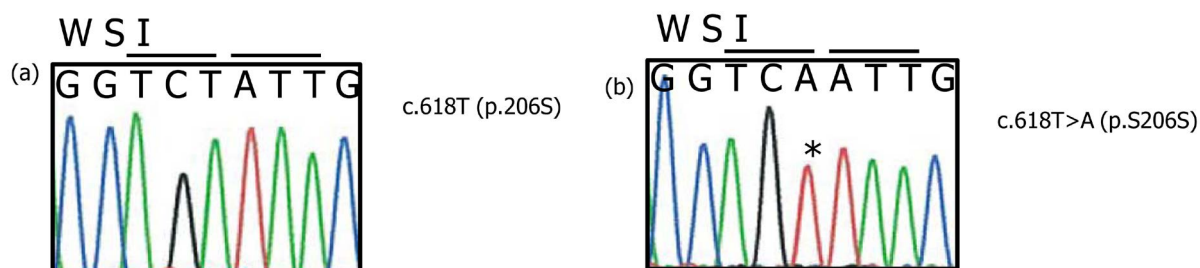 W S I
(a)
G G T C T A T T G
c.618T (p.206S)
W S I
(b)
G G T C A A T T G
*
c.618T>A (p.S206S)